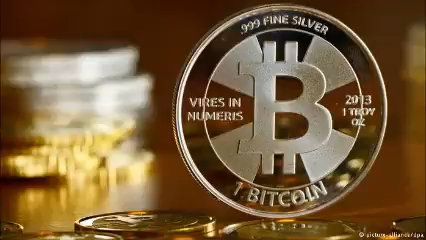 .999 FINE SILVER
VIRES IN
NUMERIS
2013
1 TROY
OZ
1 BITCOIN
© picture-alliance/dpa